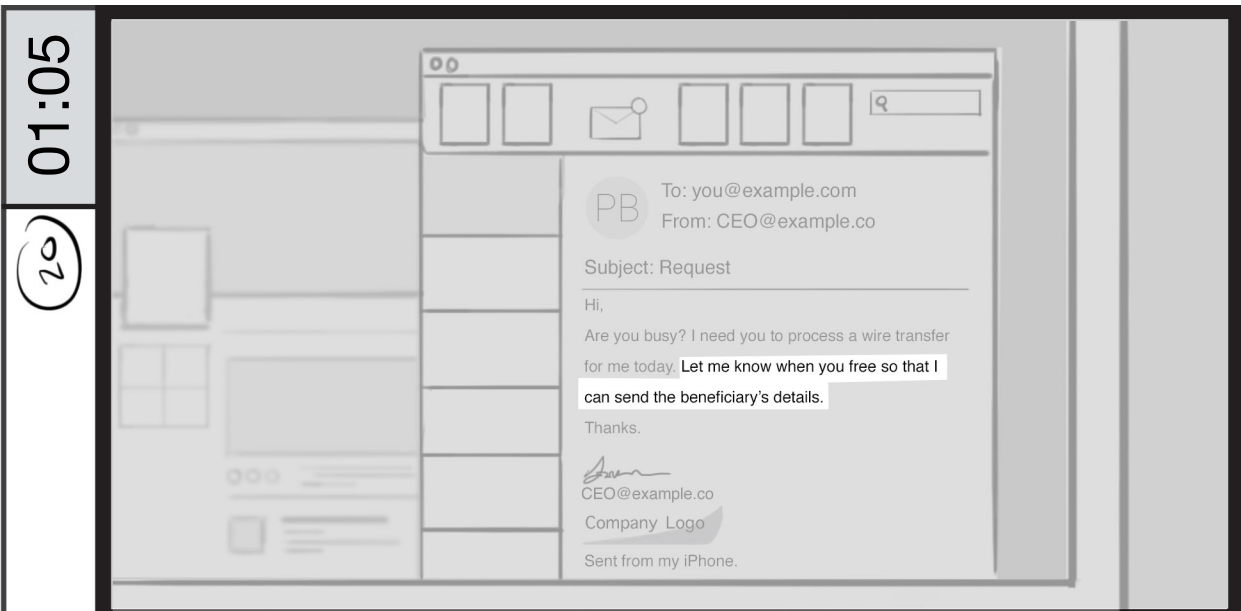 01:05
20
PB
To: you@example.com
From: CEO@example.co
Subject: Request
Hi,
Are you busy? I need you to process a wire transfer
for me today. Let me know when you free so that I
can send the beneficiary's details.
Thanks.
CEO@example.co
Company Logo
Sent from my iPhone.